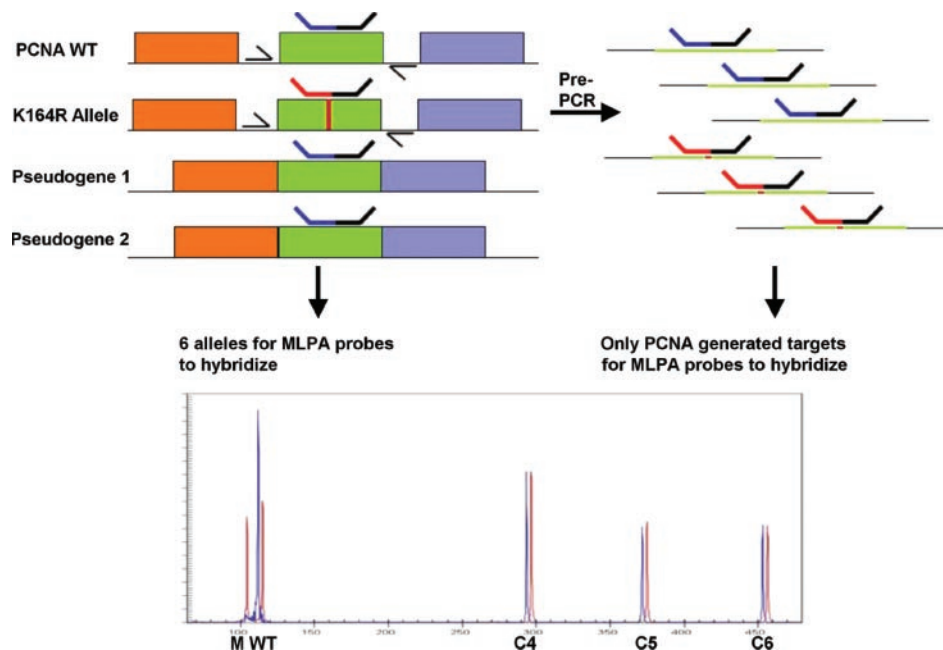 PCNA WT
K164R Allele
Pseudogene 1
Pseudogene 2
Pre-
PCR
6 alleles for MLPA probes
to hybridize
Only PCNA generated targets
for MLPA probes to hybridize
100 150 200 250 300 350 400 450
M WT C4 C5 C6